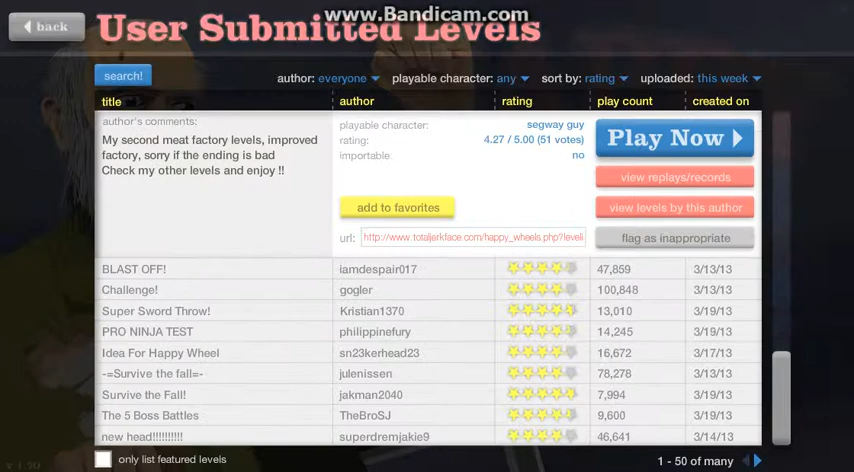 www.Bandicam.com
back
User Submitted Levels
search!
author: everyone playable character: any sort by: rating uploaded: this week
title author rating play count created on
author's comments:
My second meat factory levels, improved
factory, sorry if the ending is bad
Check my other levels and enjoy !!
playable character: segway guy
rating: 4.27 / 5.00 (51 votes)
importable: no
add to favorites
url: http://www.totaljerkface.com/happy_wheels.php?leveli
Play Now
view replays/records
view levels by this author
flag as inappropriate
BLAST OFF! iamdespair017 47,859 3/13/13
Challenge! gogler 100,848 3/13/13
Super Sword Throw! Kristian1370 13,010 3/19/13
PRO NINJA TEST philippinefury 14,245 3/19/13
Idea For Happy Wheel sn23kerhead23 16,672 3/17/13
-=Survive the fall=- julenissen 78,278 3/13/13
Survive the Fall! jakman2040 7,994 3/19/13
The 5 Boss Battles TheBroSJ 9,600 3/19/13
new head!!!!!!!!!! superdremjakie9 46,641 3/14/13
only list featured levels
1 - 50 of many